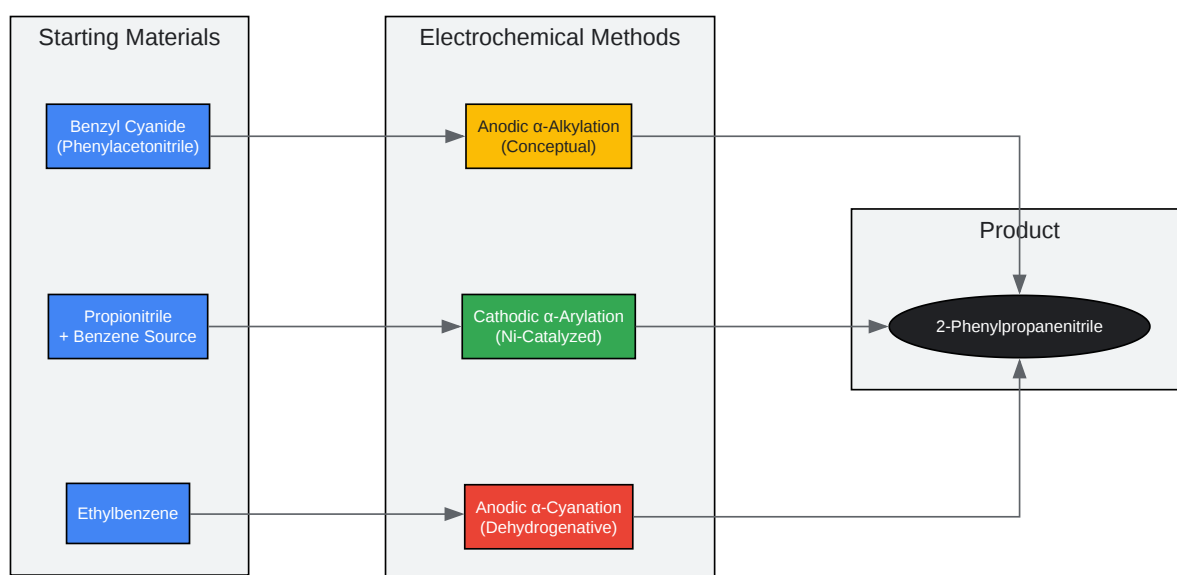 Starting Materials
Electrochemical Methods
Benzyl Cyanide
(Phenylacetonitrile)
Anodic α-Alkylation
(Conceptual)
Product
Propionitrile
+ Benzene Source
Cathodic α-Arylation
(Ni-Catalyzed)
2-Phenylpropanenitrile
Ethylbenzene
Anodic α-Cyanation
(Dehydrogenative)